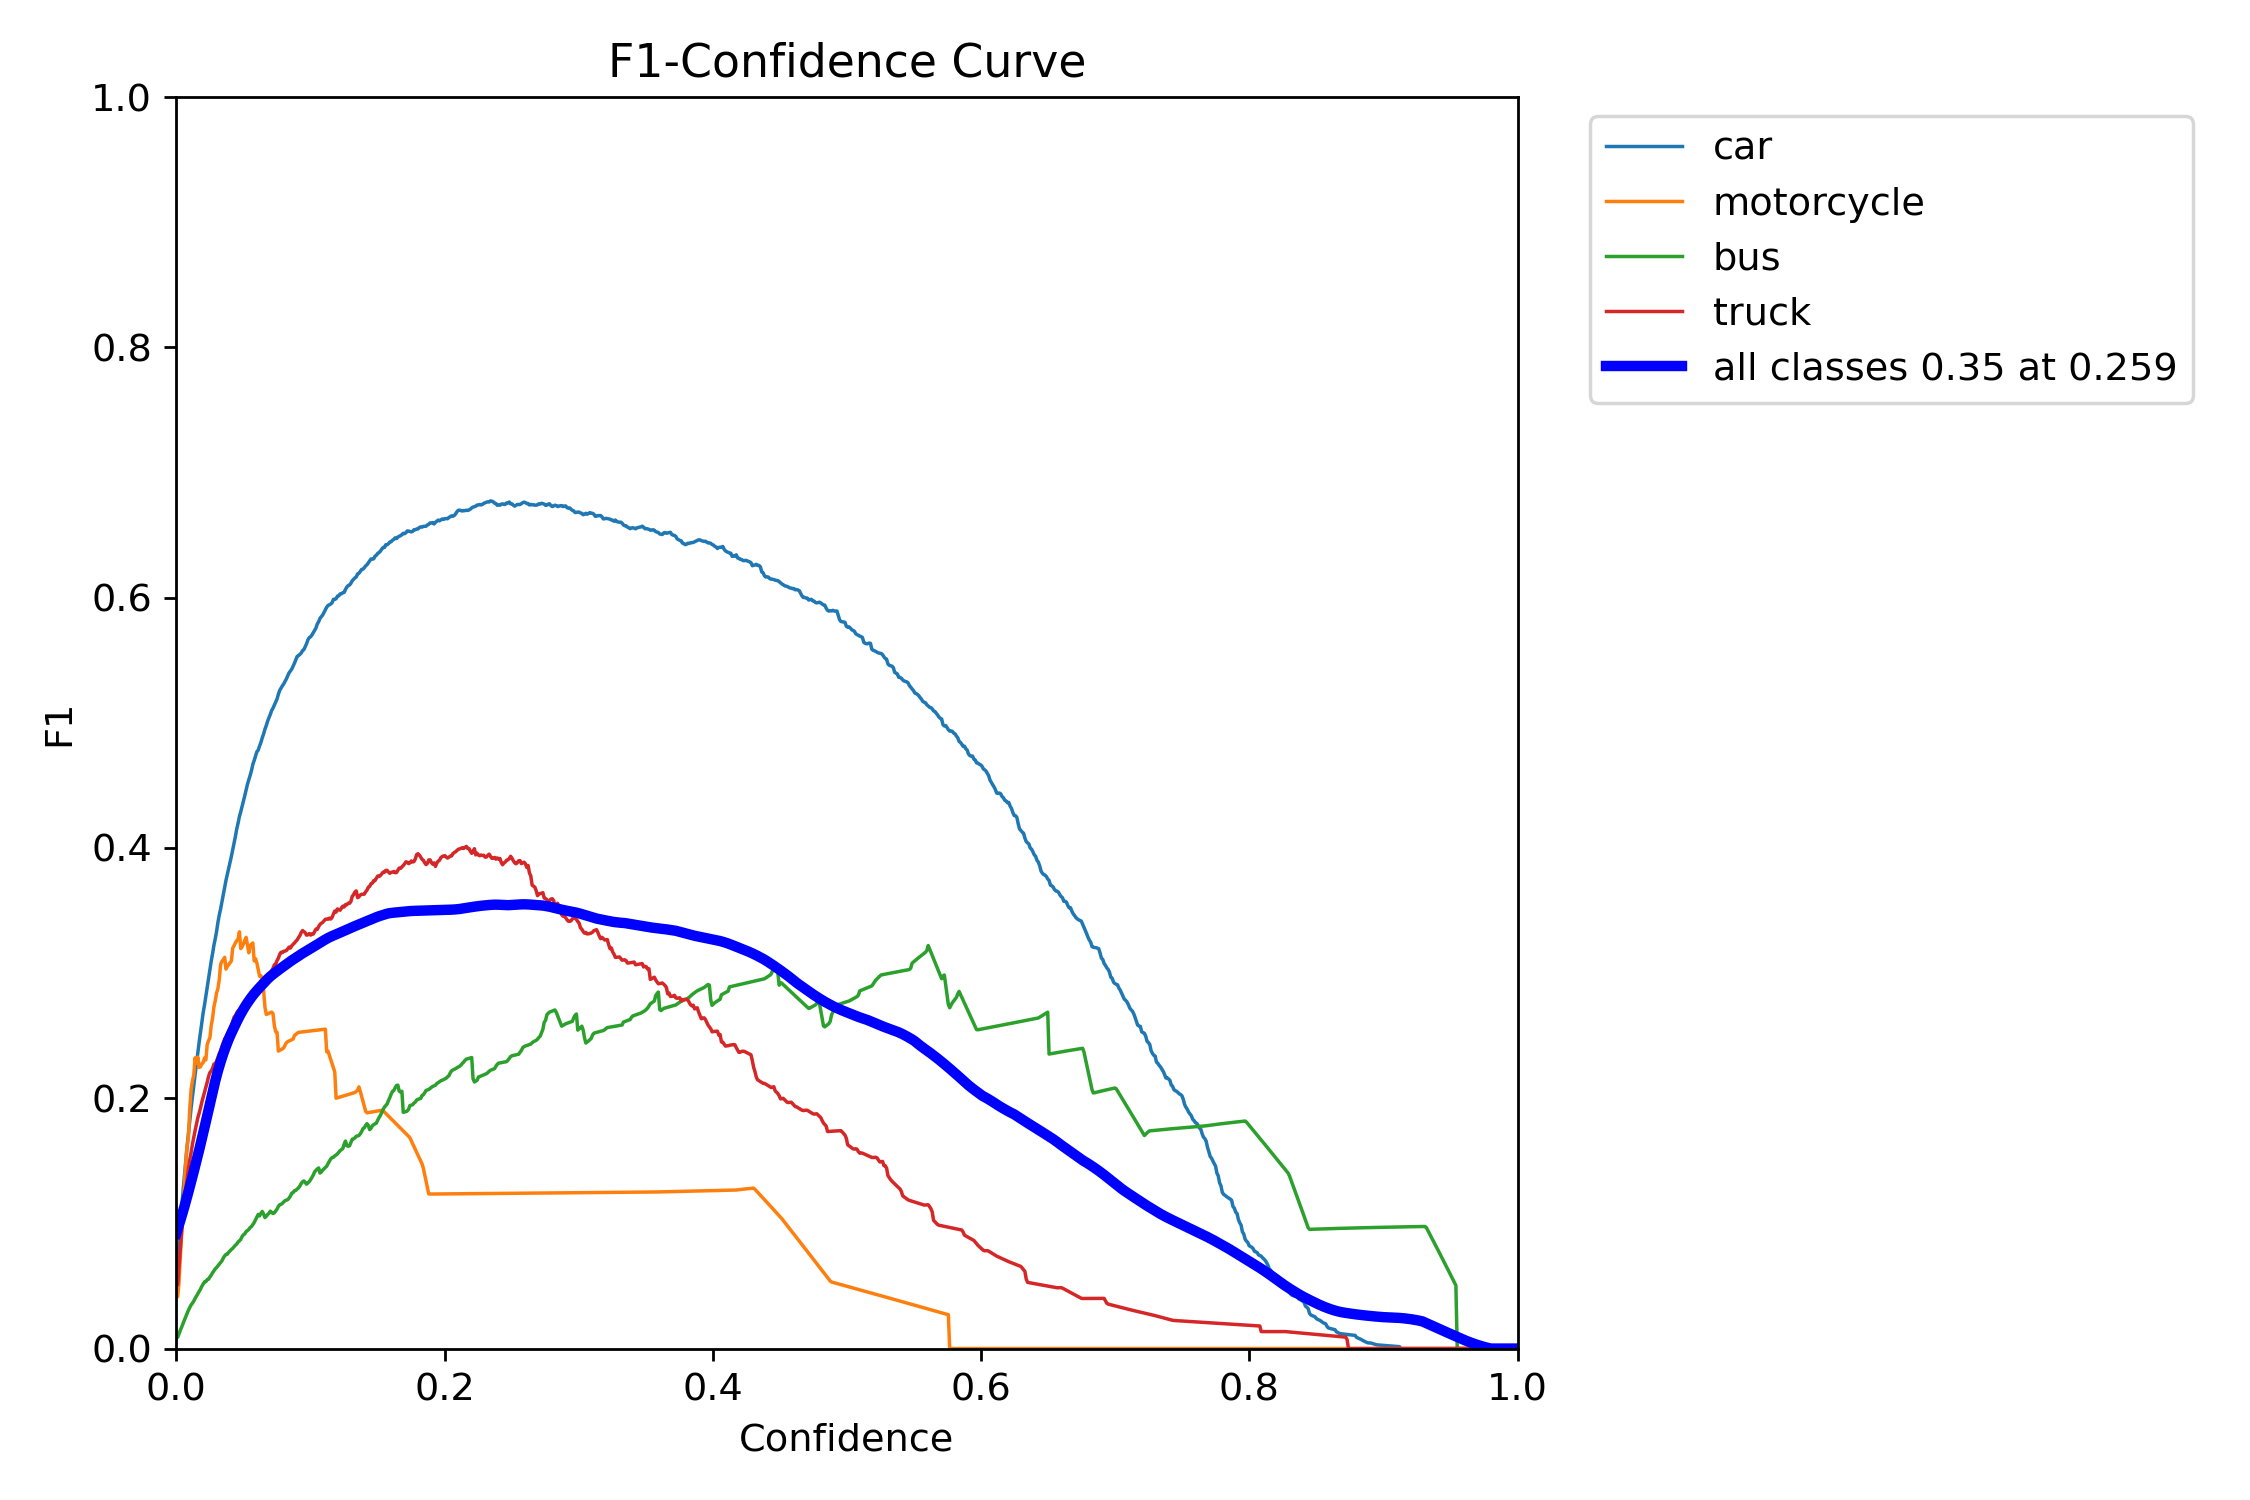 F1-Confidence Curve
1.0
0.8
0.6
0.4
0.2
0.0
F1
0.0 0.2 0.4 0.6 0.8 1.0
Confidence
car
motorcycle
bus
truck
all classes 0.35 at 0.259